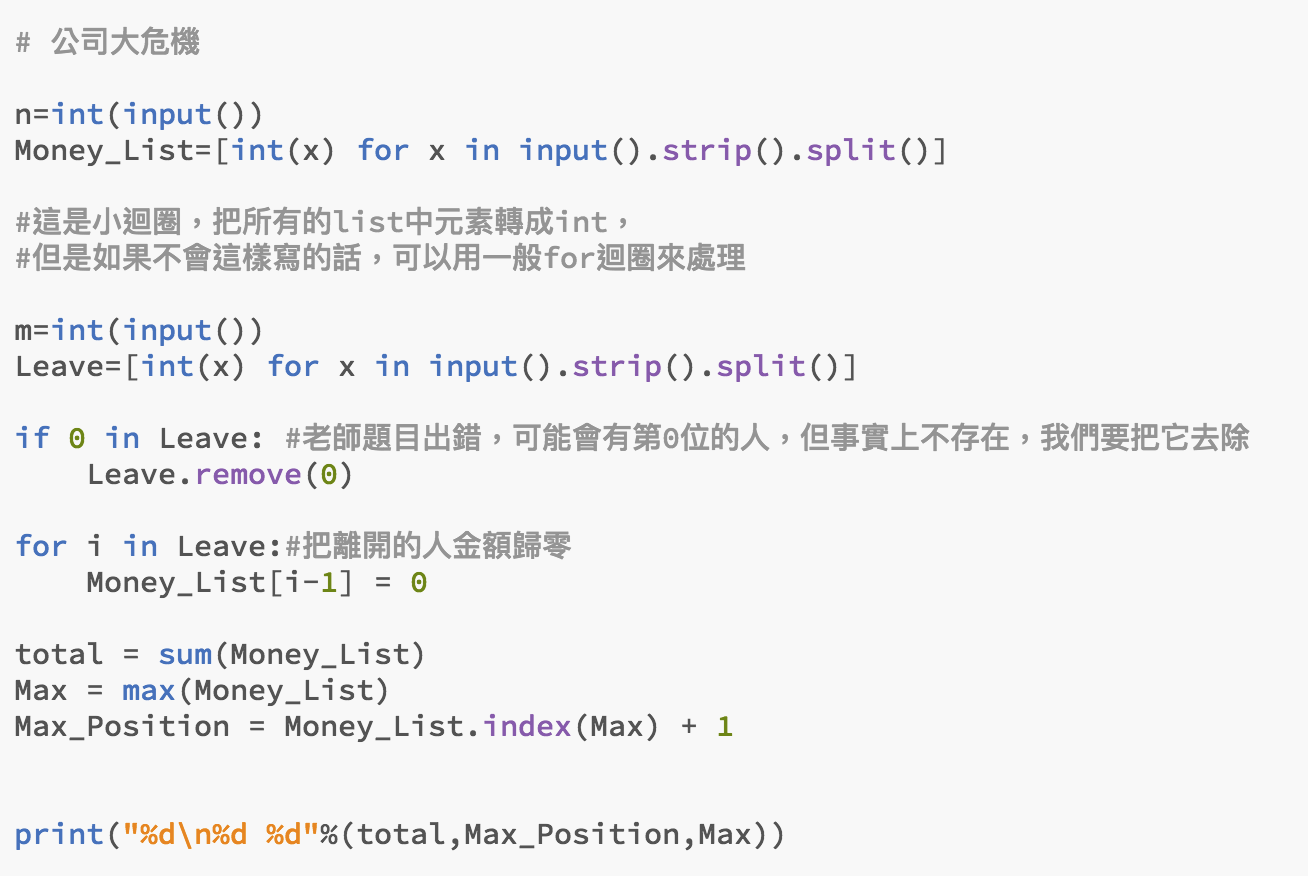 # 公司大危機
n=int(input())
Money_List=[int(x) for x in input().strip().split()]
#這是小迴圈，把所有的list中元素轉成int，
#但是如果不會這樣寫的話，可以用一般for迴圈來處理
m=int(input())
Leave=[int(x) for x in input().strip().split()]
if 0 in Leave: #老師題目出錯，可能會有第0位的人，但事實上不存在，我們要把它去除
    Leave.remove(0)
for i in Leave:#把離開的人金額歸零
    Money_List[i-1] = 0
total = sum(Money_List)
Max = max(Money_List)
Max_Position = Money_List.index(Max) + 1
print("%d\n%d %d"%(total,Max_Position,Max))